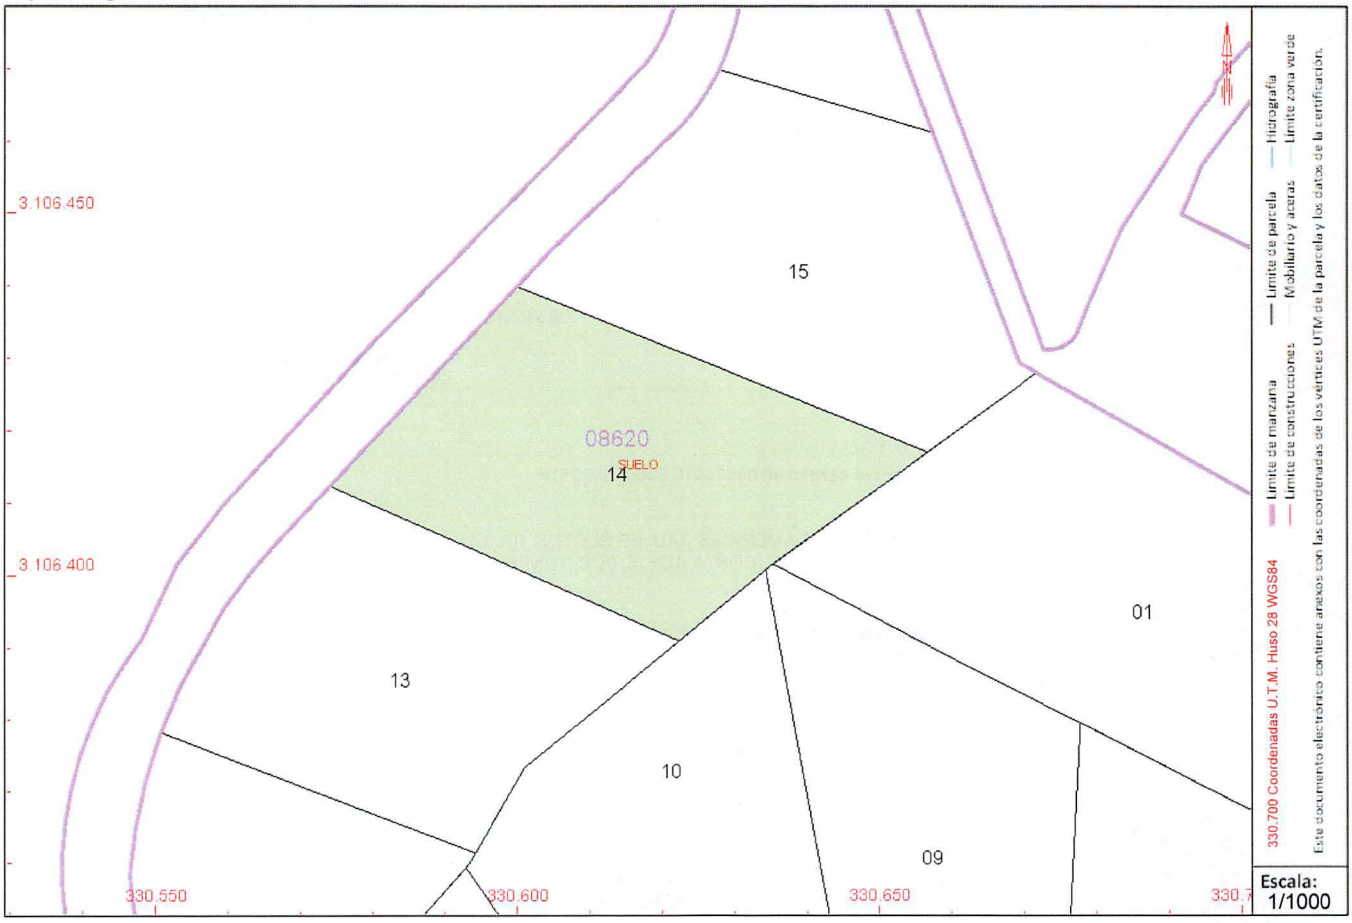 3.106.450
15
08620
SUELO
14
3.106.400
01
13
10
09
330.550
330.600
330.650
330.7
Límite de manzana
Límite de parcela
Hidrografía
Límite de construcciones
Mobiliario y aceras
Límite zona verde
330.700 Coordenadas U.T.M. Huso 28 WGS84
Este documento electrónico contiene anexos con las coordenadas de los vértices UTM de la parcela y los datos de la certificación.
Escala:
1/1000